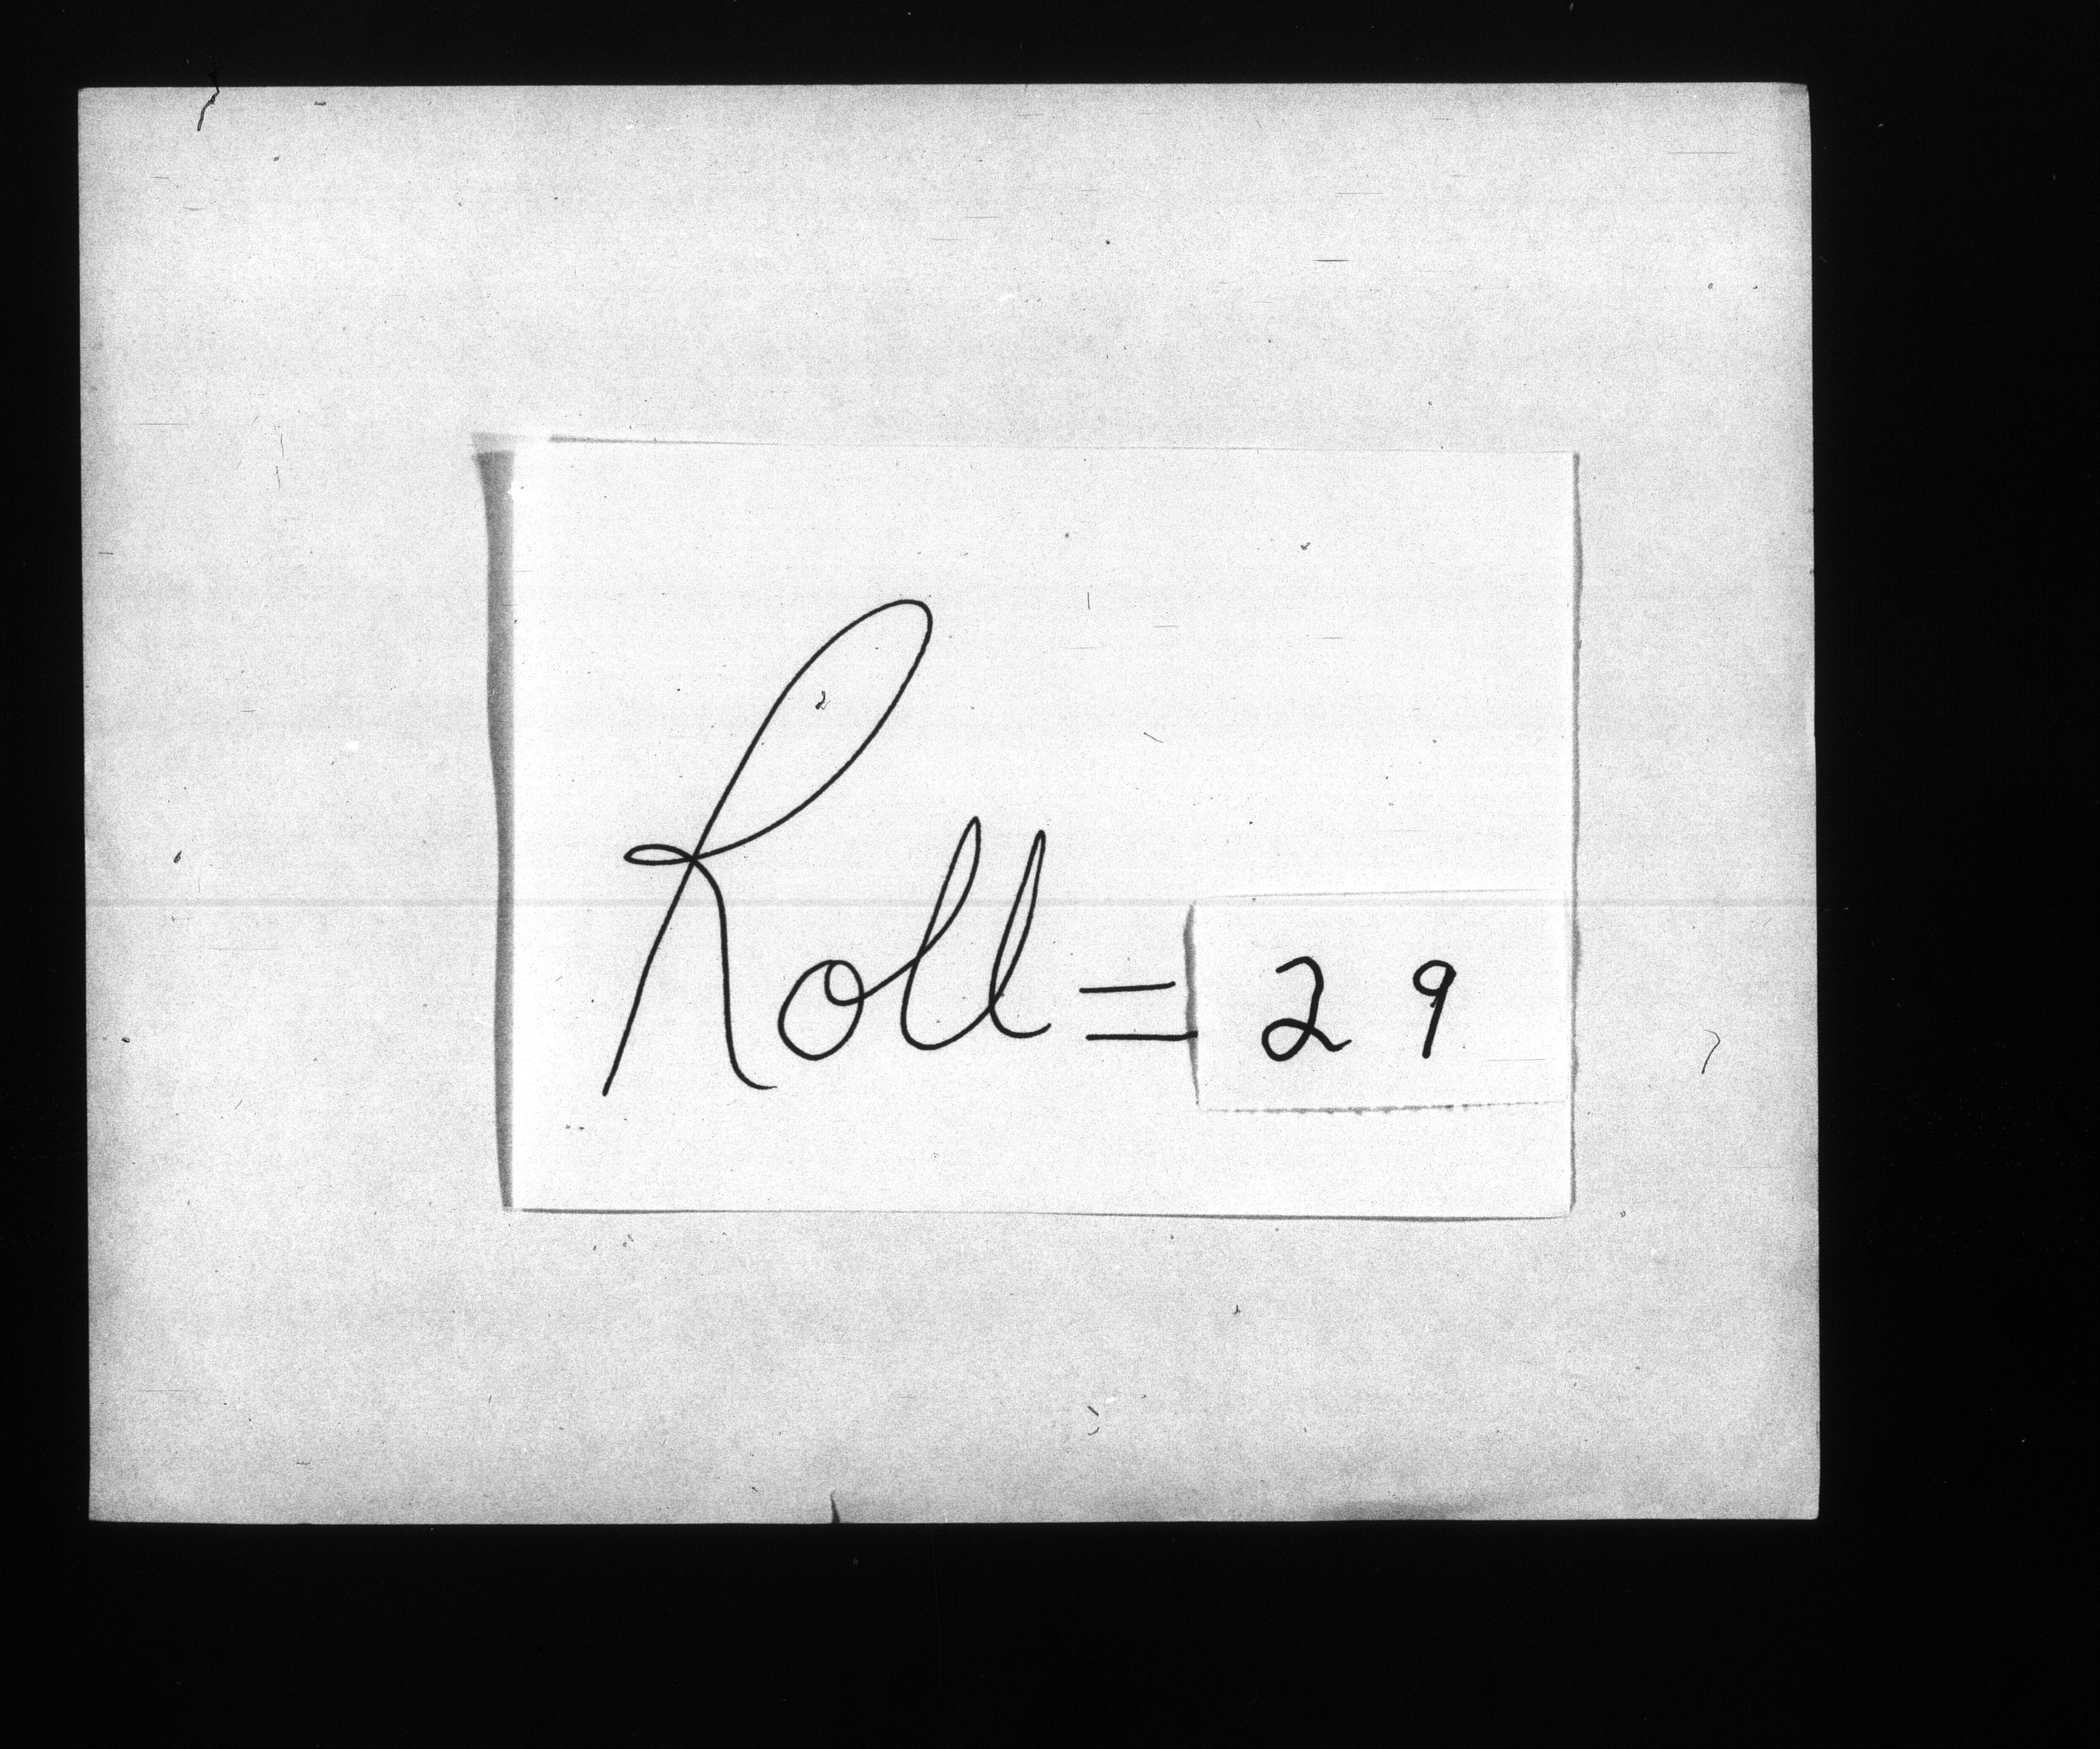 Roll = 29